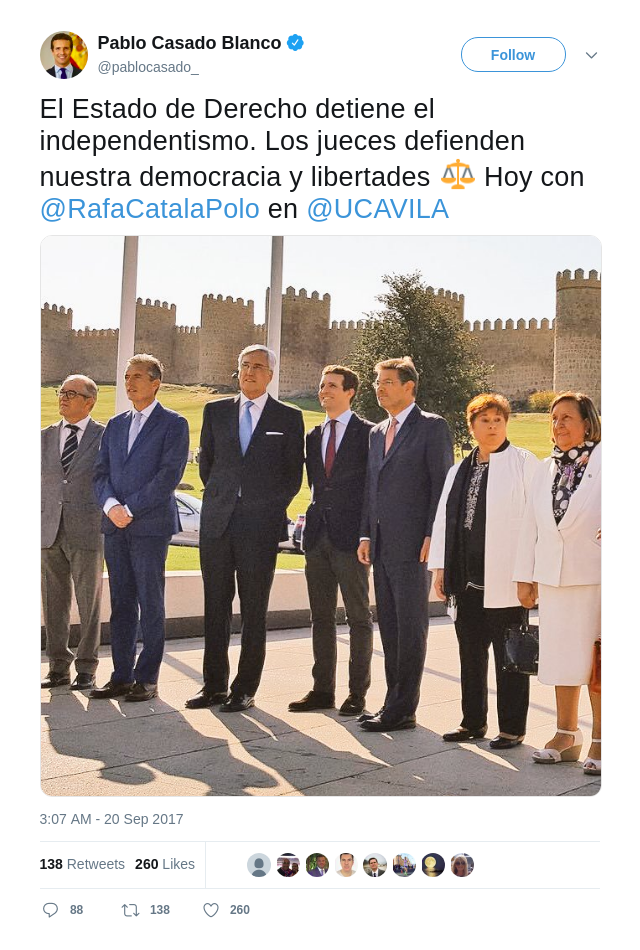 Pablo Casado Blanco
@pablocasado_
Follow
El Estado de Derecho detiene el
independentismo. Los jueces defienden
nuestra democracia y libertades ⚖️ Hoy con
@RafaCatalaPolo en @UCAVILA
3:07 AM - 20 Sep 2017
138 Retweets 260 Likes
88 138 260